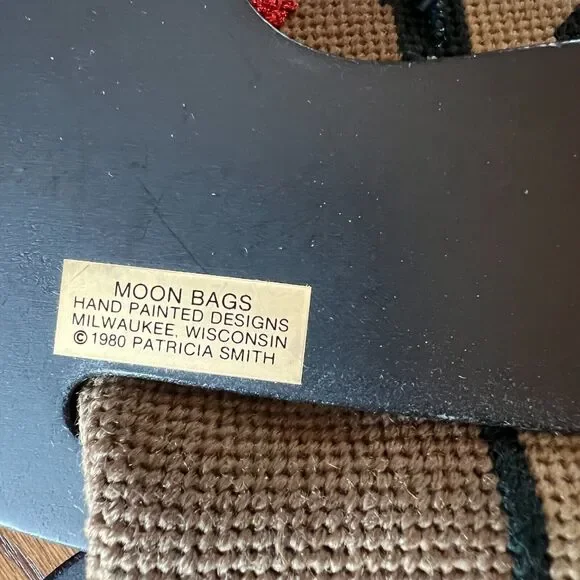 MOON BAGS
HAND PAINTED DESIGNS
MILWAUKEE, WISCONSIN
© 1980 PATRICIA SMITH